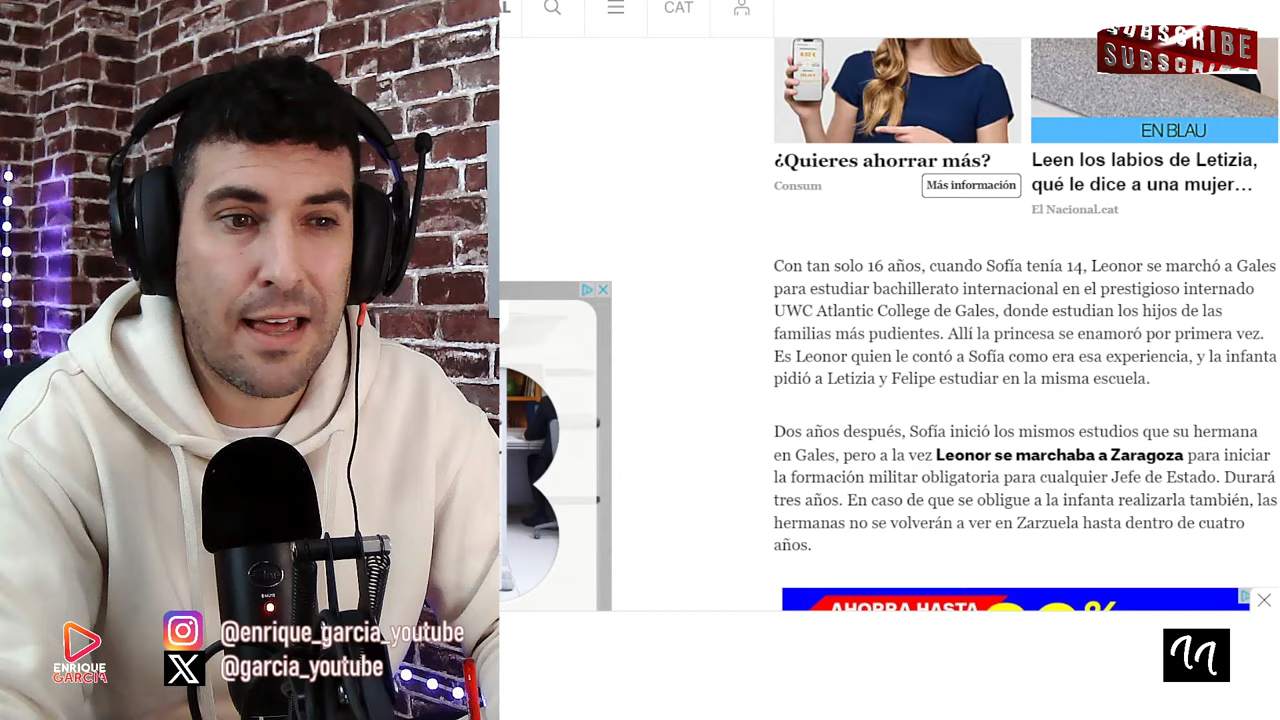 CAT
SUBSCRIBE
SUBSCRIBE
EN BLAU
¿Quieres ahorrar más?
Consum
Más información
Leen los labios de Letizia,
qué le dice a una mujer…
El Nacional.cat
Con tan solo 16 años, cuando Sofía tenía 14, Leonor se marchó a Gales
para estudiar bachillerato internacional en el prestigioso internado
UWC Atlantic College de Gales, donde estudian los hijos de las
familias más pudientes. Allí la princesa se enamoró por primera vez.
Es Leonor quien le contó a Sofía como era esa experiencia, y la infanta
pidió a Letizia y Felipe estudiar en la misma escuela.
Dos años después, Sofía inició los mismos estudios que su hermana
en Gales, pero a la vez Leonor se marchaba a Zaragoza para iniciar
la formación militar obligatoria para cualquier Jefe de Estado. Durará
tres años. En caso de que se obligue a la infanta realizarla también, las
hermanas no se volverán a ver en Zarzuela hasta dentro de cuatro
años.
AHORRA HASTA
@enrique_garcia_youtube
@garcia_youtube
ENRIQUE
GARCIA